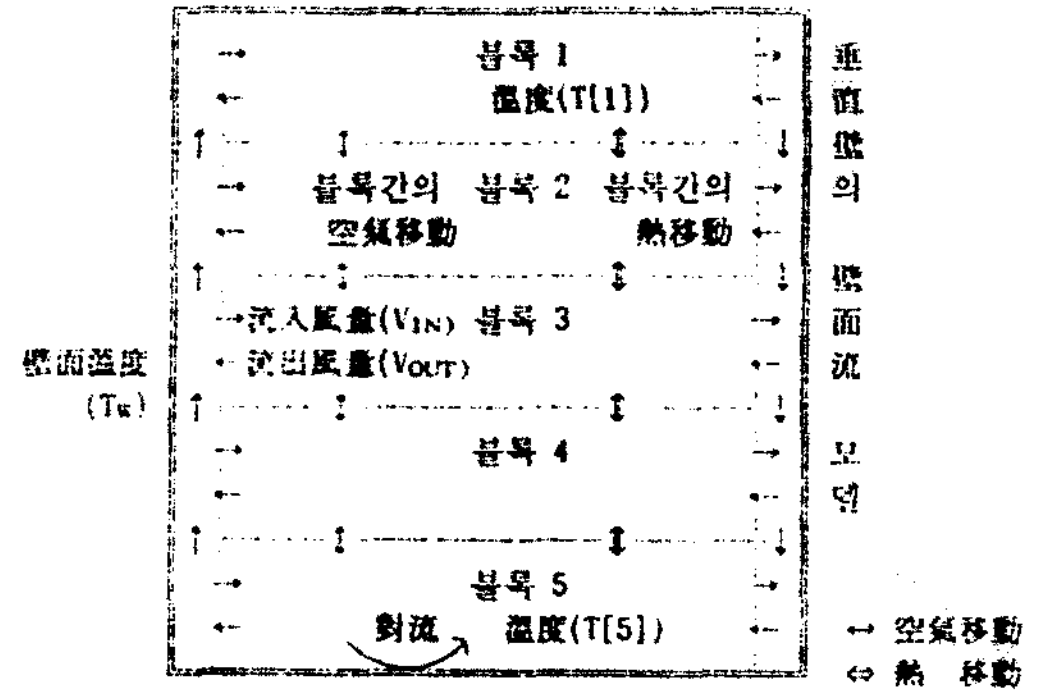 블록 1
溫度(T[1])
블록간의 블록 2 블록간의
空氣移動 熱移動
流入風量(VIN) 블록 3
流出風量(VOUT)
壁面溫度
(Tw)
블록 4
블록 5
對流 溫度(T[5])
垂直壁의 壁面流 모델
↔ 空氣移動
⇔ 熱 移動